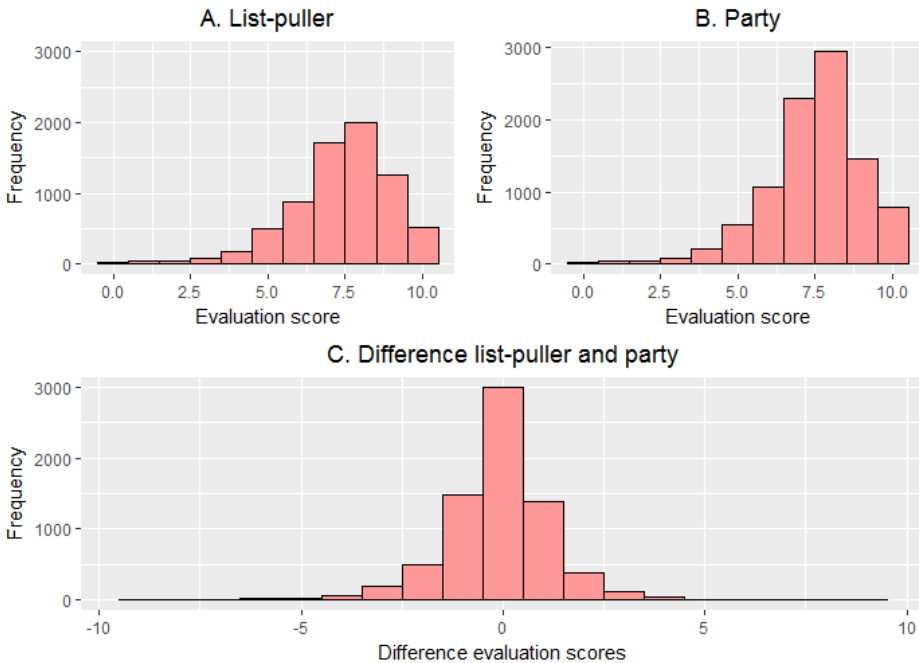 A. List-puller
3000
2000
1000
0
Frequency
0.0 2.5 5.0 7.5 10.0
Evaluation score
B. Party
3000
2000
1000
0
Frequency
0.0 2.5 5.0 7.5 10.0
Evaluation score
C. Difference list-puller and party
3000
2000
1000
0
Frequency
-10 -5 0 5 10
Difference evaluation scores